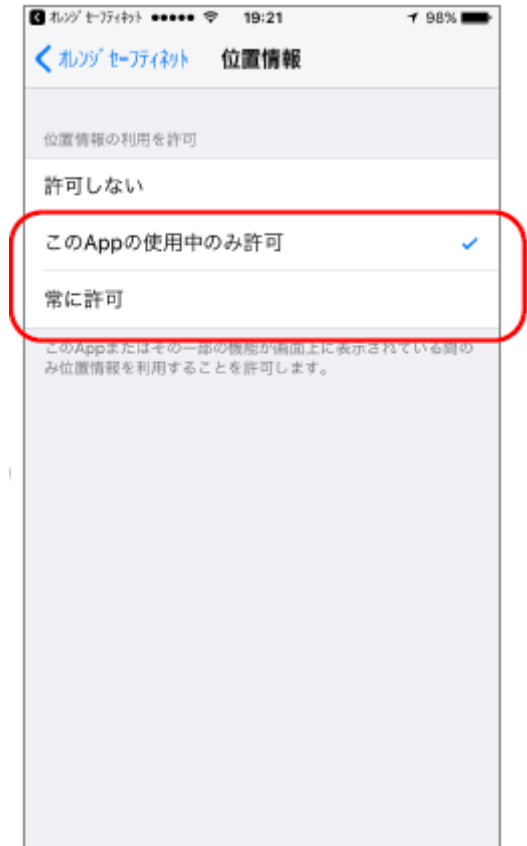 ｵﾚﾝｼﾞ ｾｰﾌﾃｨﾈｯﾄ 19:21 98%
ｵﾚﾝｼﾞ ｾｰﾌﾃｨﾈｯﾄ 位置情報
位置情報の利用を許可
許可しない
このAppの使用中のみ許可
常に許可
このAppまたはその一部の機能が画面上に表示されている間の
み位置情報を利用することを許可します。